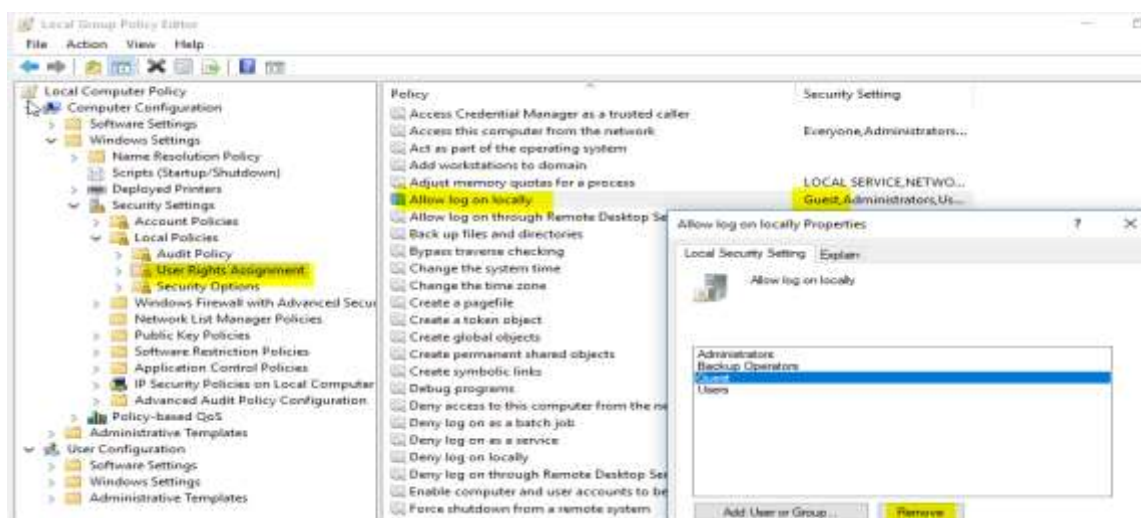 Local Group Policy Editor
File Action View Help
Local Computer Policy
Computer Configuration
Software Settings
Windows Settings
Name Resolution Policy
Scripts (Startup/Shutdown)
Deployed Printers
Security Settings
Account Policies
Local Policies
Audit Policy
User Rights Assignment
Security Options
Windows Firewall with Advanced Secu
Network List Manager Policies
Public Key Policies
Software Restriction Policies
Application Control Policies
IP Security Policies on Local Computer
Advanced Audit Policy Configuration
Policy-based QoS
Administrative Templates
User Configuration
Software Settings
Windows Settings
Administrative Templates
Policy Security Setting
Access Credential Manager as a trusted caller
Access this computer from the network Everyone,Administrators...
Act as part of the operating system
Add workstations to domain
Adjust memory quotas for a process LOCAL SERVICE,NETWO...
Allow log on locally Guest,Administrators,Us...
Allow log on through Remote Desktop Se
Back up files and directories
Bypass traverse checking
Change the system time
Change the time zone
Create a pagefile
Create a token object
Create global objects
Create permanent shared objects
Create symbolic links
Debug programs
Deny access to this computer from the ne
Deny log on as a batch job
Deny log on as a service
Deny log on locally
Deny log on through Remote Desktop Ser
Enable computer and user accounts to be
Force shutdown from a remote system
Allow log on locally Properties ?
Local Security Setting Explain
Allow log on locally
Administrators
Backup Operators
Guest
Users
Add User or Group... Remove